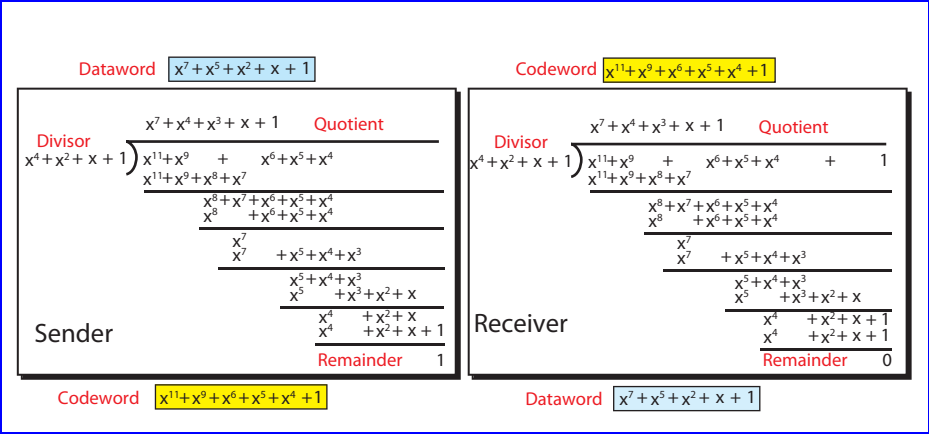 Dataword x⁷ + x⁵ + x² + x + 1
x⁷ + x⁴ + x³ + x + 1 Quotient
Divisor
x⁴ + x² + x + 1 ) x¹¹ + x⁹ + x⁶ + x⁵ + x⁴
x¹¹ + x⁹ + x⁸ + x⁷
x⁸ + x⁷ + x⁶ + x⁵ + x⁴
x⁸ + x⁶ + x⁵ + x⁴
x⁷
x⁷ + x⁵ + x⁴ + x³
x⁵ + x⁴ + x³
x⁵ + x³ + x² + x
x⁴ + x² + x
x⁴ + x² + x + 1
Sender
Remainder 1
Codeword x¹¹ + x⁹ + x⁶ + x⁵ + x⁴ + 1
Codeword x¹¹ + x⁹ + x⁶ + x⁵ + x⁴ + 1
x⁷ + x⁴ + x³ + x + 1 Quotient
Divisor
x⁴ + x² + x + 1 ) x¹¹ + x⁹ + x⁶ + x⁵ + x⁴ + 1
x¹¹ + x⁹ + x⁸ + x⁷
x⁸ + x⁷ + x⁶ + x⁵ + x⁴
x⁸ + x⁶ + x⁵ + x⁴
x⁷
x⁷ + x⁵ + x⁴ + x³
x⁵ + x⁴ + x³
x⁵ + x³ + x² + x
x⁴ + x² + x + 1
x⁴ + x² + x + 1
Receiver
Remainder 0
Dataword x⁷ + x⁵ + x² + x + 1